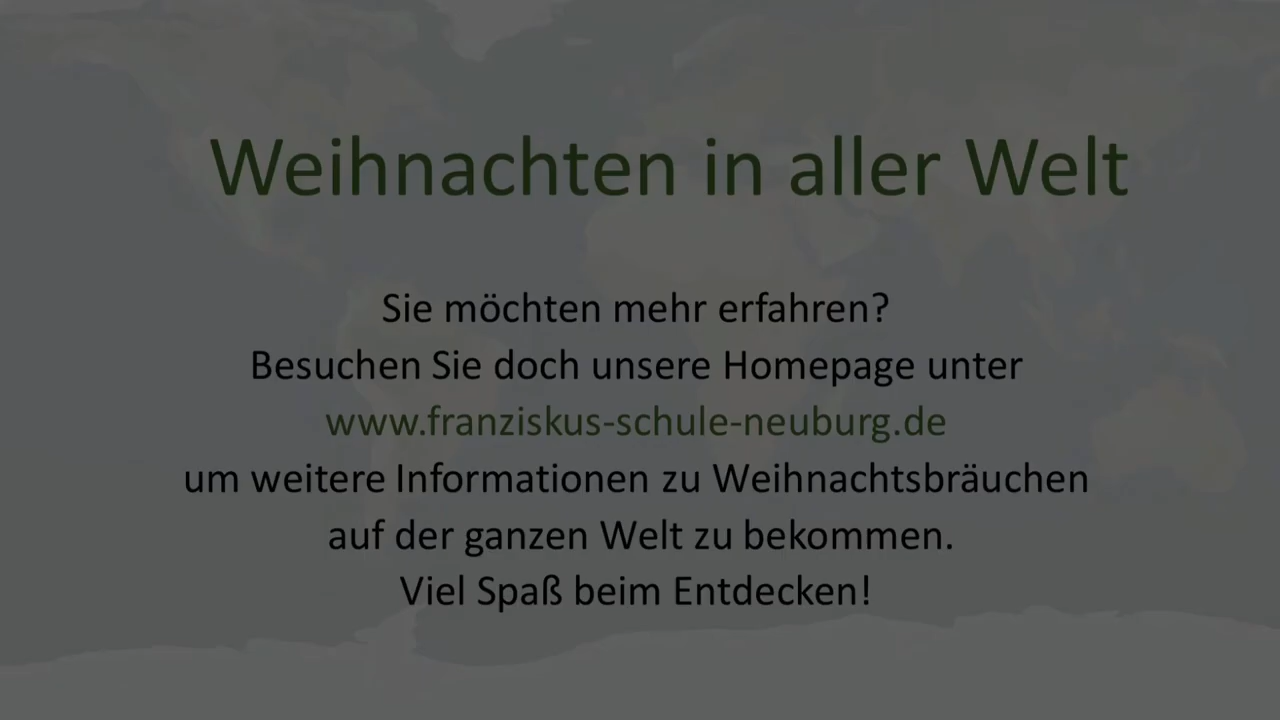 Weihnachten in aller Welt
Sie möchten mehr erfahren?
Besuchen Sie doch unsere Homepage unter
www.franziskus-schule-neuburg.de
um weitere Informationen zu Weihnachtsbräuchen
auf der ganzen Welt zu bekommen.
Viel Spaß beim Entdecken!